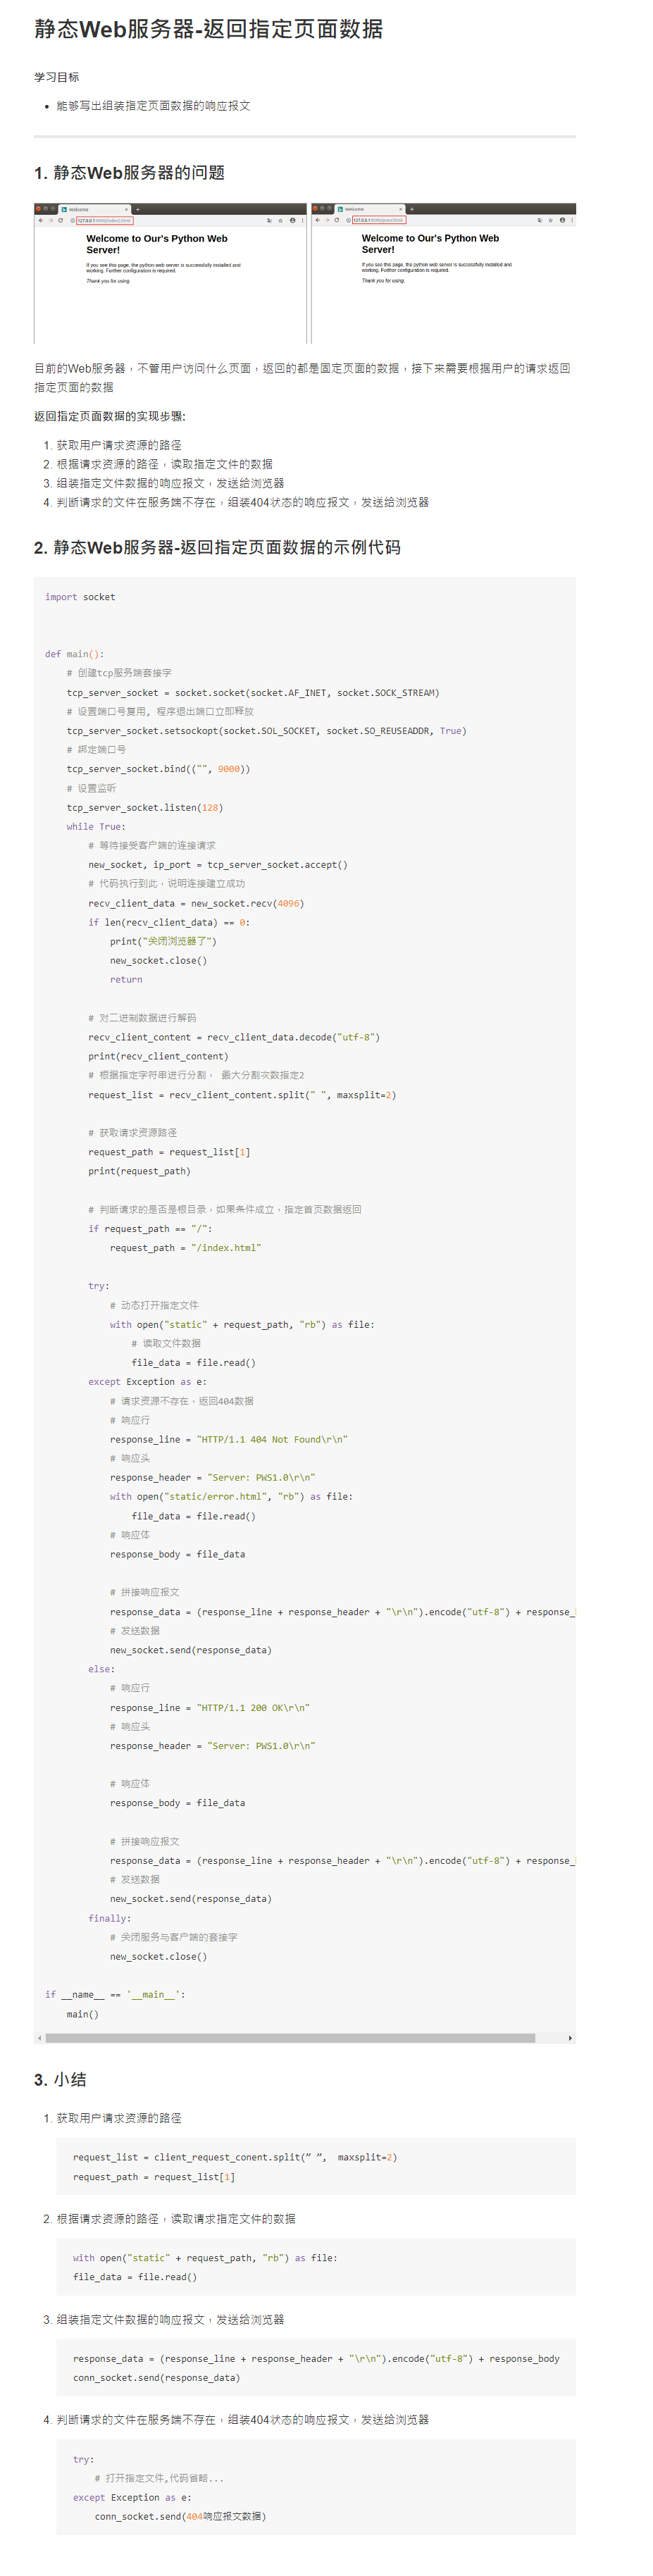 静态Web服务器-返回指定页面数据
学习目标
• 能够写出组装指定页面数据的响应报文
1. 静态Web服务器的问题
Welcome
127.0.0.1
Welcome to Our's Python Web
Server!
If you see this page, the python web server is successfully installed and
working. Further configuration is required.
Thank you for using.
Welcome
127.0.0.1
Welcome to Our's Python Web
Server!
If you see this page, the python web server is successfully installed and
working. Further configuration is required.
Thank you for using.
目前的Web服务器，不管用户访问什么页面，返回的都是固定页面的数据，接下来需要根据用户的请求返回
指定页面的数据
返回指定页面数据的实现步骤:
1. 获取用户请求资源的路径
2. 根据请求资源的路径，读取指定文件的数据
3. 组装指定文件数据的响应报文，发送给浏览器
4. 判断请求的文件在服务端不存在，组装404状态的响应报文，发送给浏览器
2. 静态Web服务器-返回指定页面数据的示例代码
import socket
def main():
# 创建tcp服务端套接字
tcp_server_socket = socket.socket(socket.AF_INET, socket.SOCK_STREAM)
# 设置端口号复用, 程序退出端口立即释放
tcp_server_socket.setsockopt(socket.SOL_SOCKET, socket.SO_REUSEADDR, True)
# 绑定端口号
tcp_server_socket.bind(("", 9000))
# 设置监听
tcp_server_socket.listen(128)
while True:
# 等待接受客户端的连接请求
new_socket, ip_port = tcp_server_socket.accept()
# 代码执行到此，说明连接建立成功
recv_client_data = new_socket.recv(4096)
if len(recv_client_data) == 0:
print("关闭浏览器了")
new_socket.close()
return
# 对二进制数据进行解码
recv_client_content = recv_client_data.decode("utf-8")
print(recv_client_content)
# 根据指定字符串进行分割， 最大分割次数指定2
request_list = recv_client_content.split(" ", maxsplit=2)
# 获取请求资源路径
request_path = request_list[1]
print(request_path)
# 判断请求的是否是根目录，如果条件成立，指定首页数据返回
if request_path == "/":
request_path = "/index.html"
try:
# 动态打开指定文件
with open("static" + request_path, "rb") as file:
# 读取文件数据
file_data = file.read()
except Exception as e:
# 请求资源不存在，返回404数据
# 响应行
response_line = "HTTP/1.1 404 Not Found\r\n"
# 响应头
response_header = "Server: PWS1.0\r\n"
with open("static/error.html", "rb") as file:
file_data = file.read()
# 响应体
response_body = file_data
# 拼接响应报文
response_data = (response_line + response_header + "\r\n").encode("utf-8") + response_
# 发送数据
new_socket.send(response_data)
else:
# 响应行
response_line = "HTTP/1.1 200 OK\r\n"
# 响应头
response_header = "Server: PWS1.0\r\n"
# 响应体
response_body = file_data
# 拼接响应报文
response_data = (response_line + response_header + "\r\n").encode("utf-8") + response_
# 发送数据
new_socket.send(response_data)
finally:
# 关闭服务与客户端的套接字
new_socket.close()
if __name__ == '__main__':
main()
3. 小结
1. 获取用户请求资源的路径
request_list = client_request_conent.split(” ”, maxsplit=2)
request_path = request_list[1]
2. 根据请求资源的路径，读取请求指定文件的数据
with open("static" + request_path, "rb") as file:
file_data = file.read()
3. 组装指定文件数据的响应报文，发送给浏览器
response_data = (response_line + response_header + "\r\n").encode("utf-8") + response_body
conn_socket.send(response_data)
4. 判断请求的文件在服务端不存在，组装404状态的响应报文，发送给浏览器
try:
# 打开指定文件,代码省略...
except Exception as e:
conn_socket.send(404响应报文数据)